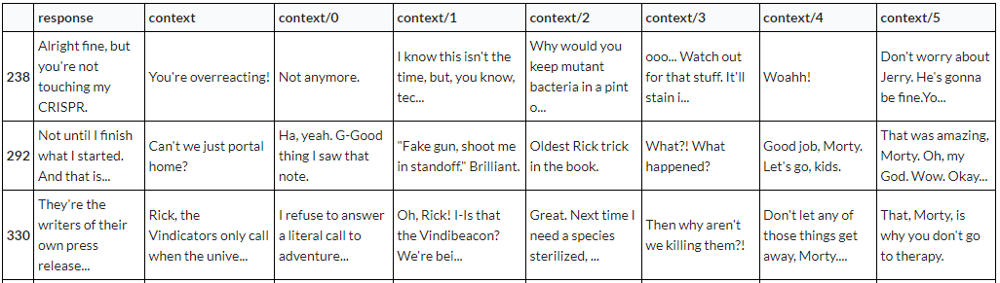 response context context/0 context/1 context/2 context/3 context/4 context/5
238
Alright fine, but
you're not
touching my
CRISPR.
You're overreacting!
Not anymore.
I know this isn't the
time, but, you know,
tec...
Why would you
keep mutant
bacteria in a pint
o...
ooo... Watch out
for that stuff. It'll
stain i...
Woahh!
Don't worry about
Jerry. He's gonna
be fine.Yo...
292
Not until I finish
what I started.
And that is...
Can't we just portal
home?
Ha, yeah. G-Good
thing I saw that
note.
"Fake gun, shoot me
in standoff." Brilliant.
Oldest Rick trick
in the book.
What?! What
happened?
Good job, Morty.
Let's go, kids.
That was amazing,
Morty. Oh, my
God. Wow. Okay...
330
They're the
writers of their
own press
release...
Rick, the
Vindicators only call
when the unive...
I refuse to answer
a literal call to
adventure...
Oh, Rick! I-Is that
the Vindibeacon?
We're bei...
Great. Next time I
need a species
sterilized, ...
Then why aren't
we killing them?!
Don't let any of
those things get
away, Morty....
That, Morty, is
why you don't go
to therapy.